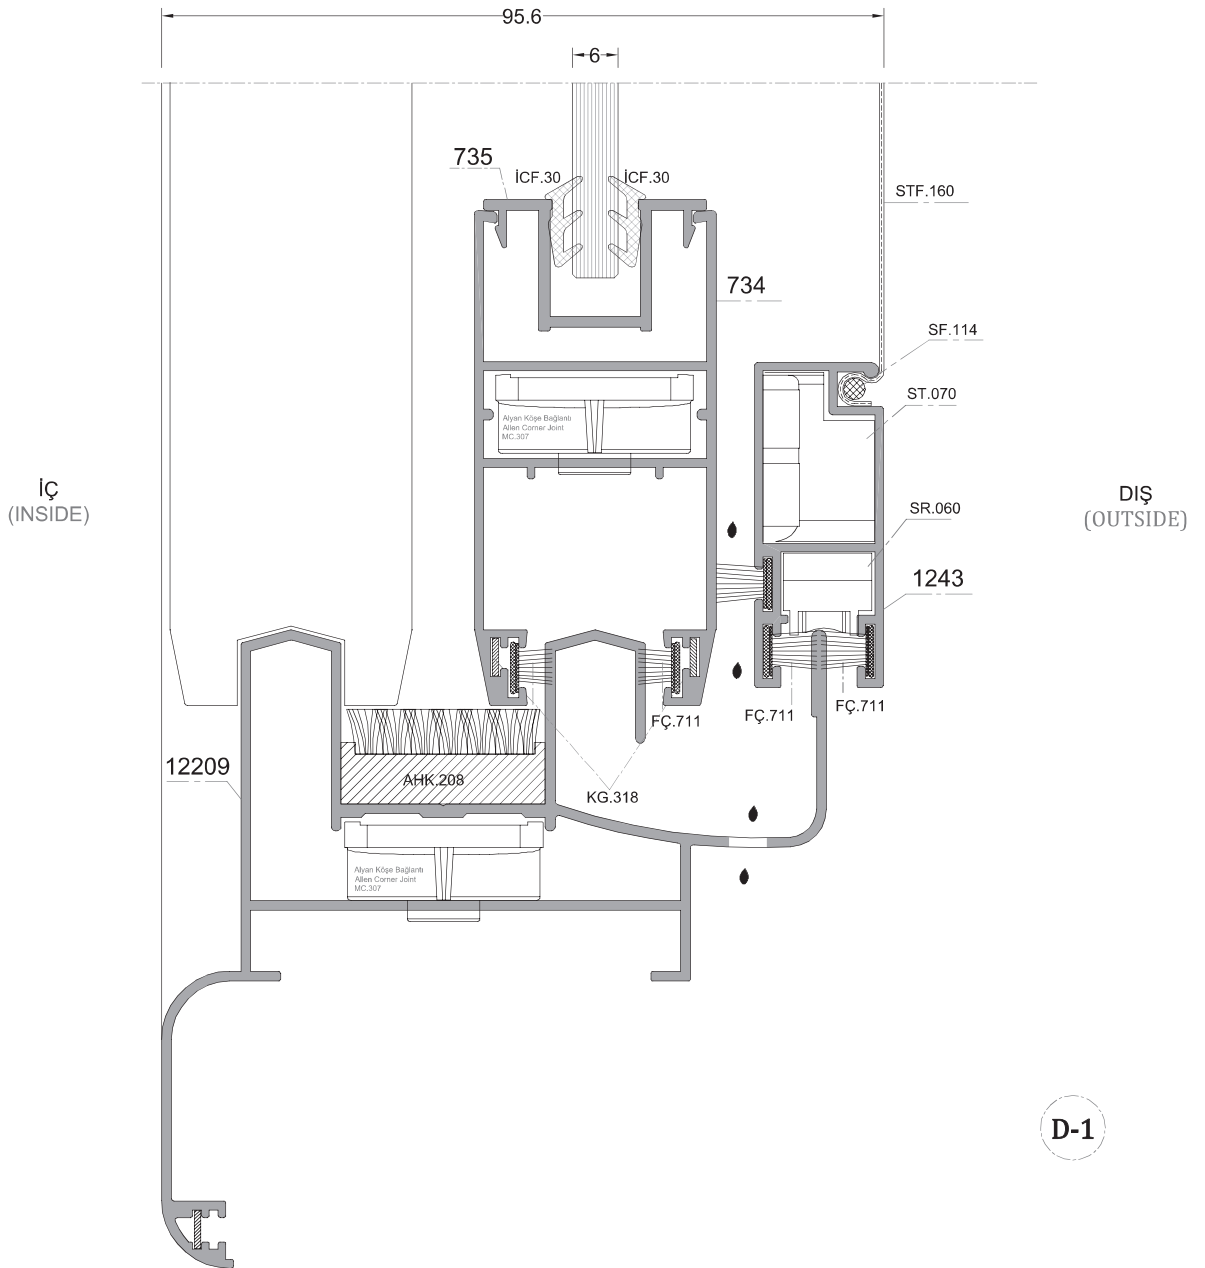 95.6
6
735
İCF.30
İCF.30
STF.160
734
SF.114
ST.070
Alyan Köşe Bağlantı
Allen Corner Joint
MC.307
İÇ
(INSIDE)
DIŞ
(OUTSIDE)
SR.060
1243
FÇ.711
FÇ.711
FÇ.711
12209
AHK.208
KG.318
Alyan Köşe Bağlantı
Allen Corner Joint
MC.307
D-1